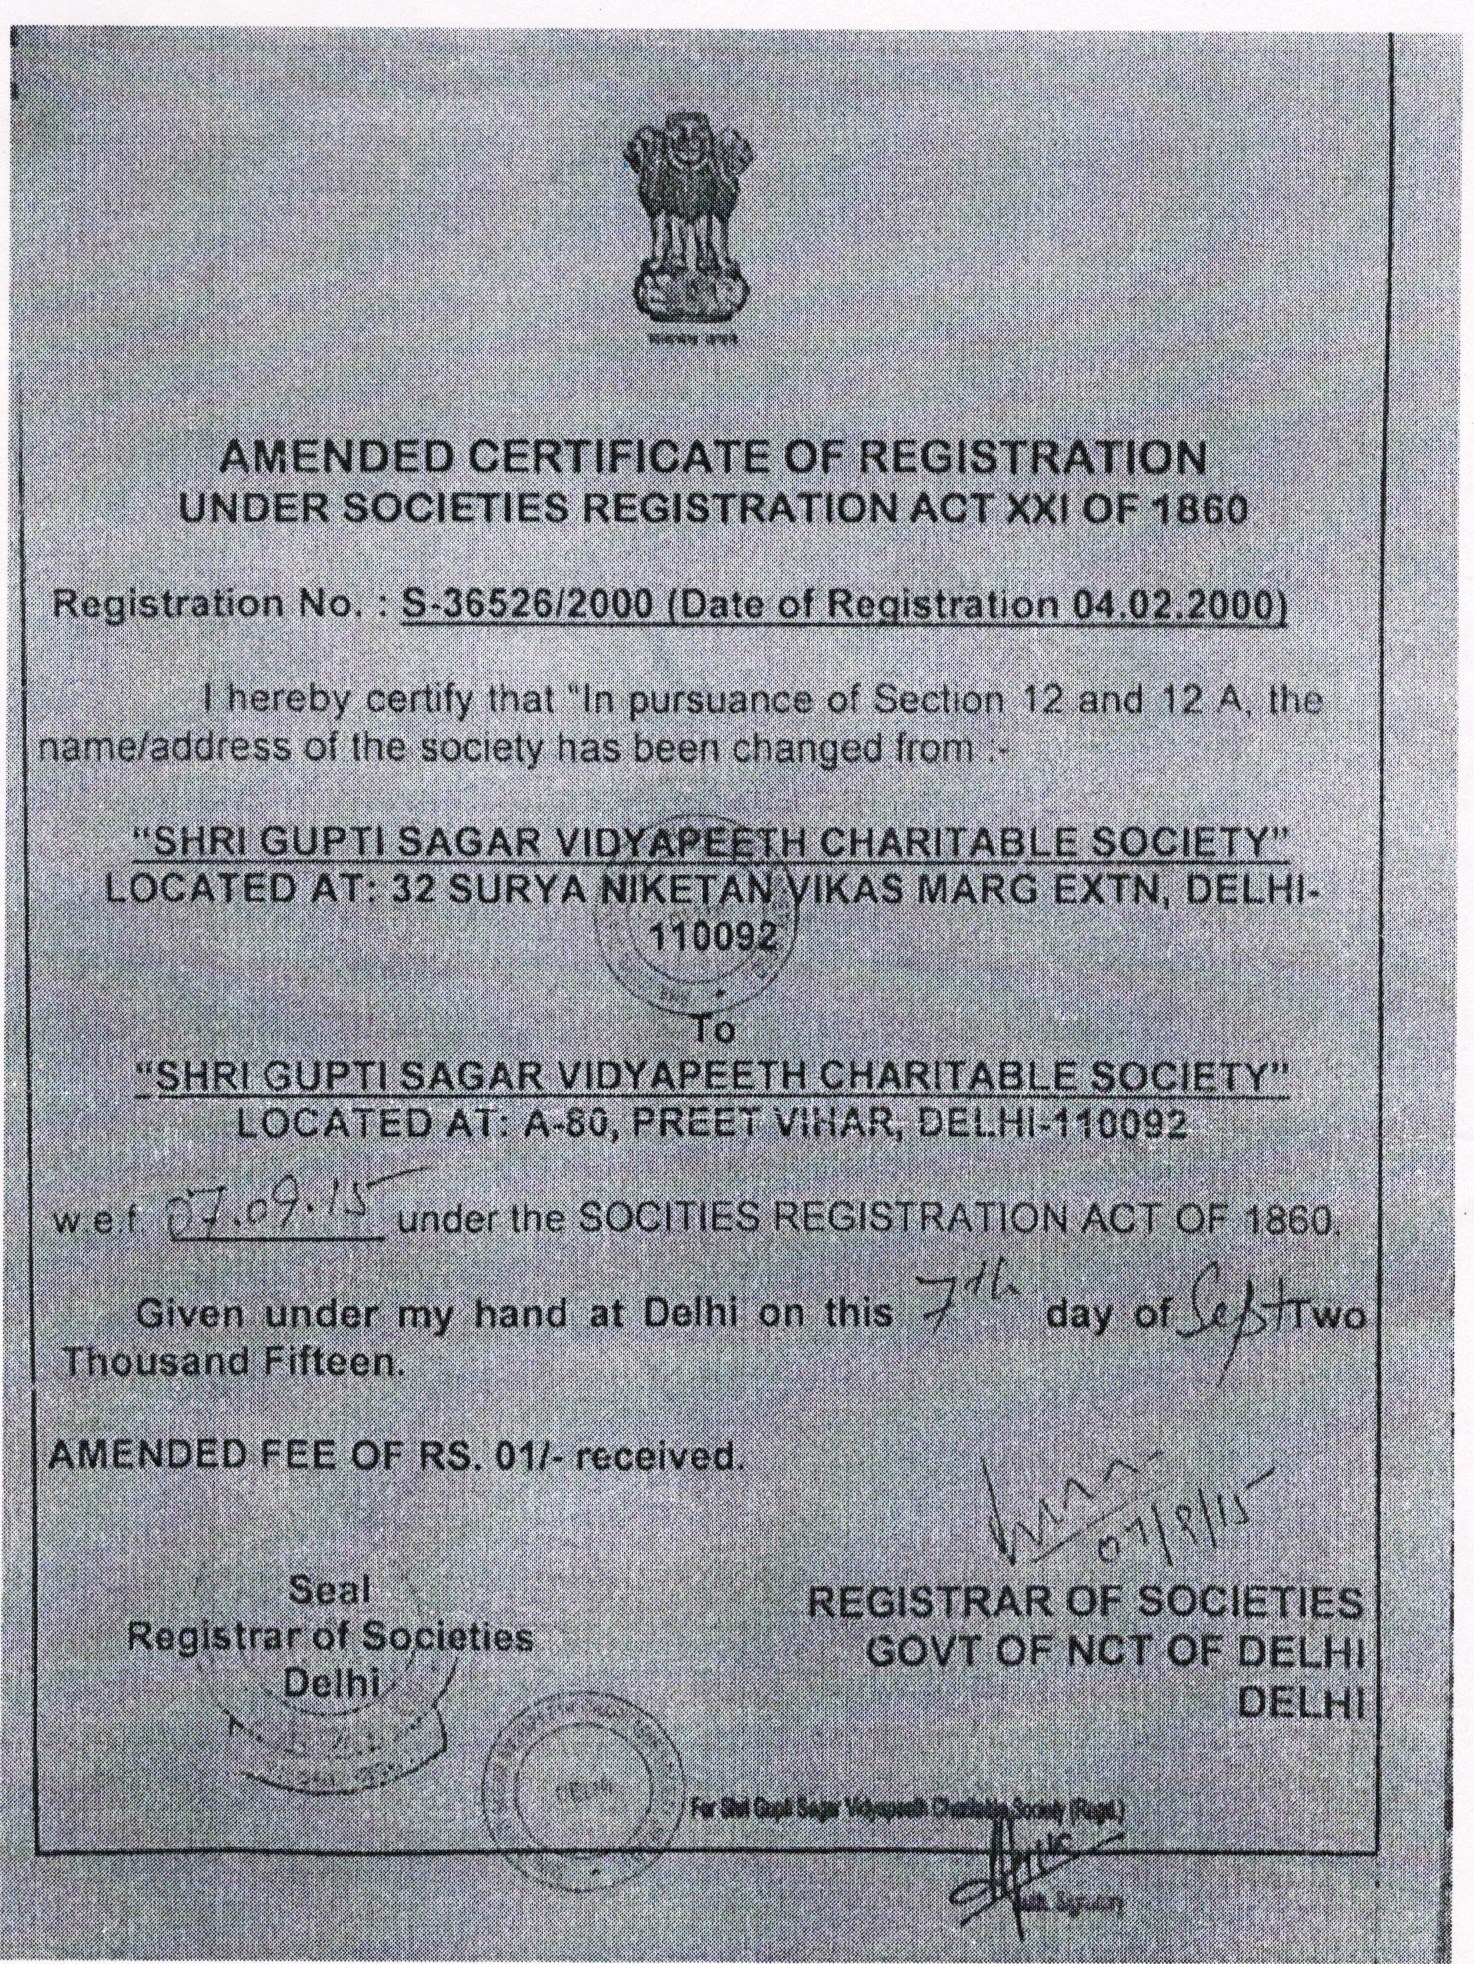 AMENDED CERTIFICATE OF REGISTRATION
UNDER SOCIETIES REGISTRATION ACT XXI OF 1860
Registration No. : S-36526/2000 (Date of Registration 04.02.2000)
I hereby certify that "In pursuance of Section 12 and 12 A, the
name/address of the society has been changed from :-
"SHRI GUPTI SAGAR VIDYAPEETH CHARITABLE SOCIETY"
LOCATED AT: 32 SURYA NIKETAN VIKAS MARG EXTN, DELHI-
110092
To
"SHRI GUPTI SAGAR VIDYAPEETH CHARITABLE SOCIETY"
LOCATED AT: A-80, PREET VIHAR, DELHI-110092
w.e.f. 07.09.15 under the SOCITIES REGISTRATION ACT OF 1860.
Given under my hand at Delhi on this 7th day of Sept Two
Thousand Fifteen.
AMENDED FEE OF RS. 01/- received.
Seal
Registrar of Societies
Delhi
REGISTRAR OF SOCIETIES
GOVT OF NCT OF DELHI
DELHI
DELHI
For Shri Gupti Sagar Vidyapeeth Charitable Society (Regd.)
Auth. Signatory